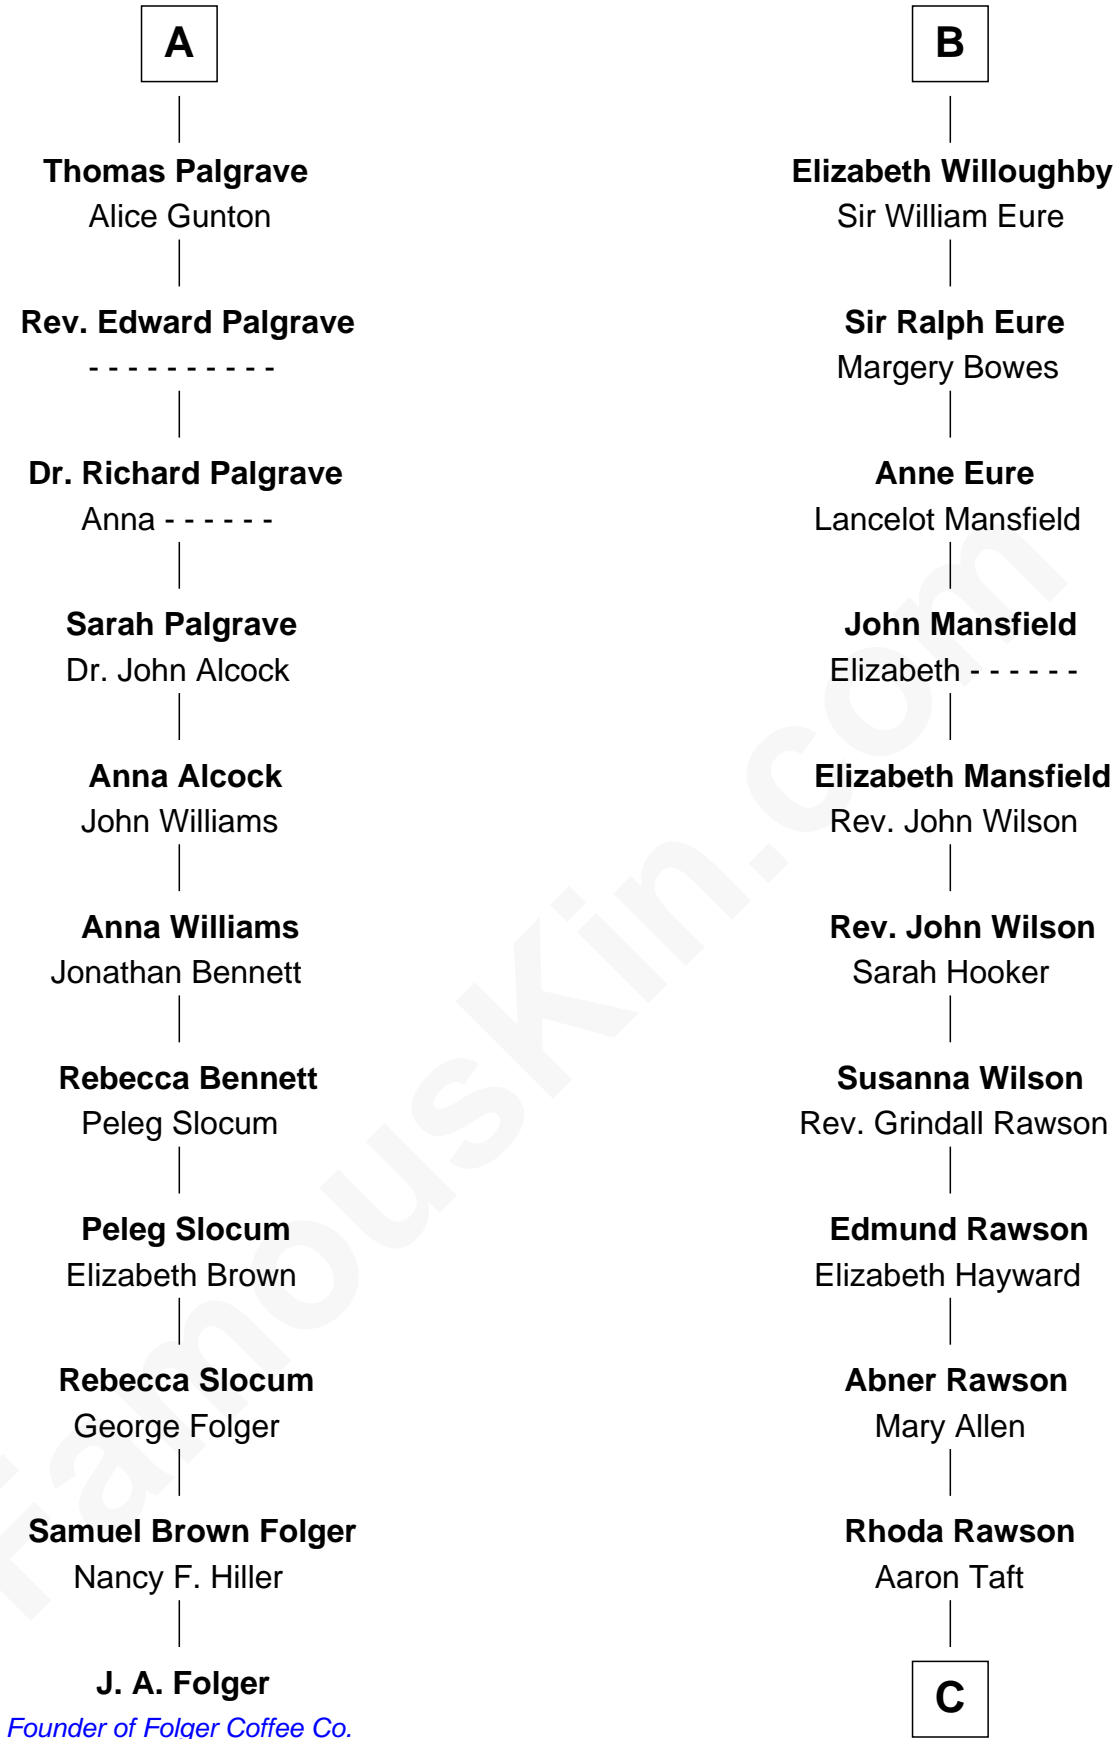 A
Thomas Palgrave
Alice Gunton
Rev. Edward Palgrave
- - - - - - - - - -
Dr. Richard Palgrave
Anna - - - - - -
Sarah Palgrave
Dr. John Alcock
Anna Alcock
John Williams
Anna Williams
Jonathan Bennett
Rebecca Bennett
Peleg Slocum
Peleg Slocum
Elizabeth Brown
Rebecca Slocum
George Folger
Samuel Brown Folger
Nancy F. Hiller
J. A. Folger
Founder of Folger Coffee Co.
B
Elizabeth Willoughby
Sir William Eure
Sir Ralph Eure
Margery Bowes
Anne Eure
Lancelot Mansfield
John Mansfield
Elizabeth - - - - - -
Elizabeth Mansfield
Rev. John Wilson
Rev. John Wilson
Sarah Hooker
Susanna Wilson
Rev. Grindall Rawson
Edmund Rawson
Elizabeth Hayward
Abner Rawson
Mary Allen
Rhoda Rawson
Aaron Taft
C
FamousKin.com